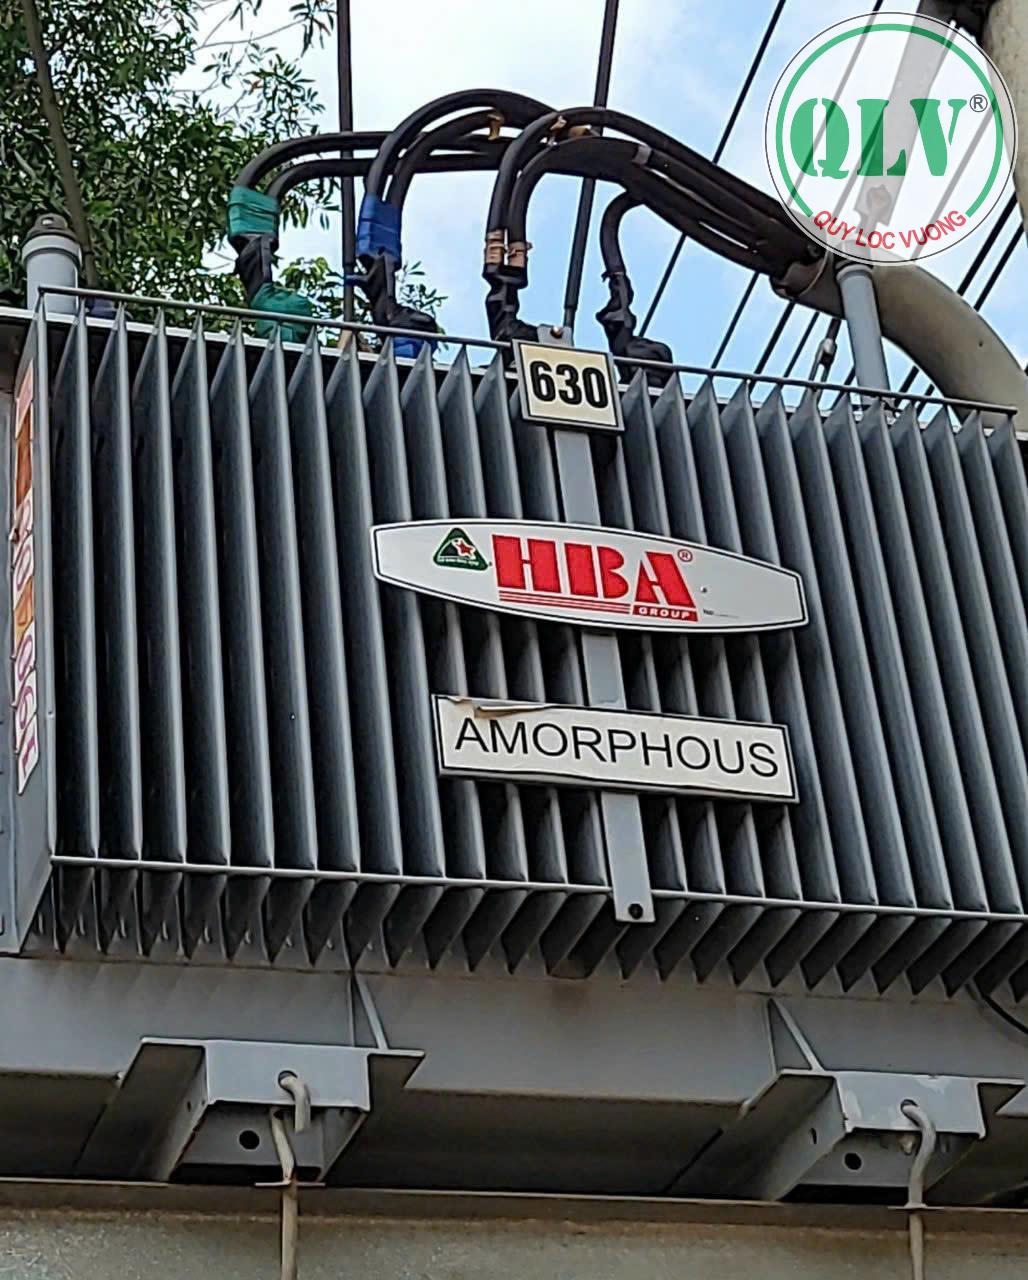 QLV®
QUY LOC VUONG
630
HBA®
GROUP
AMORPHOUS